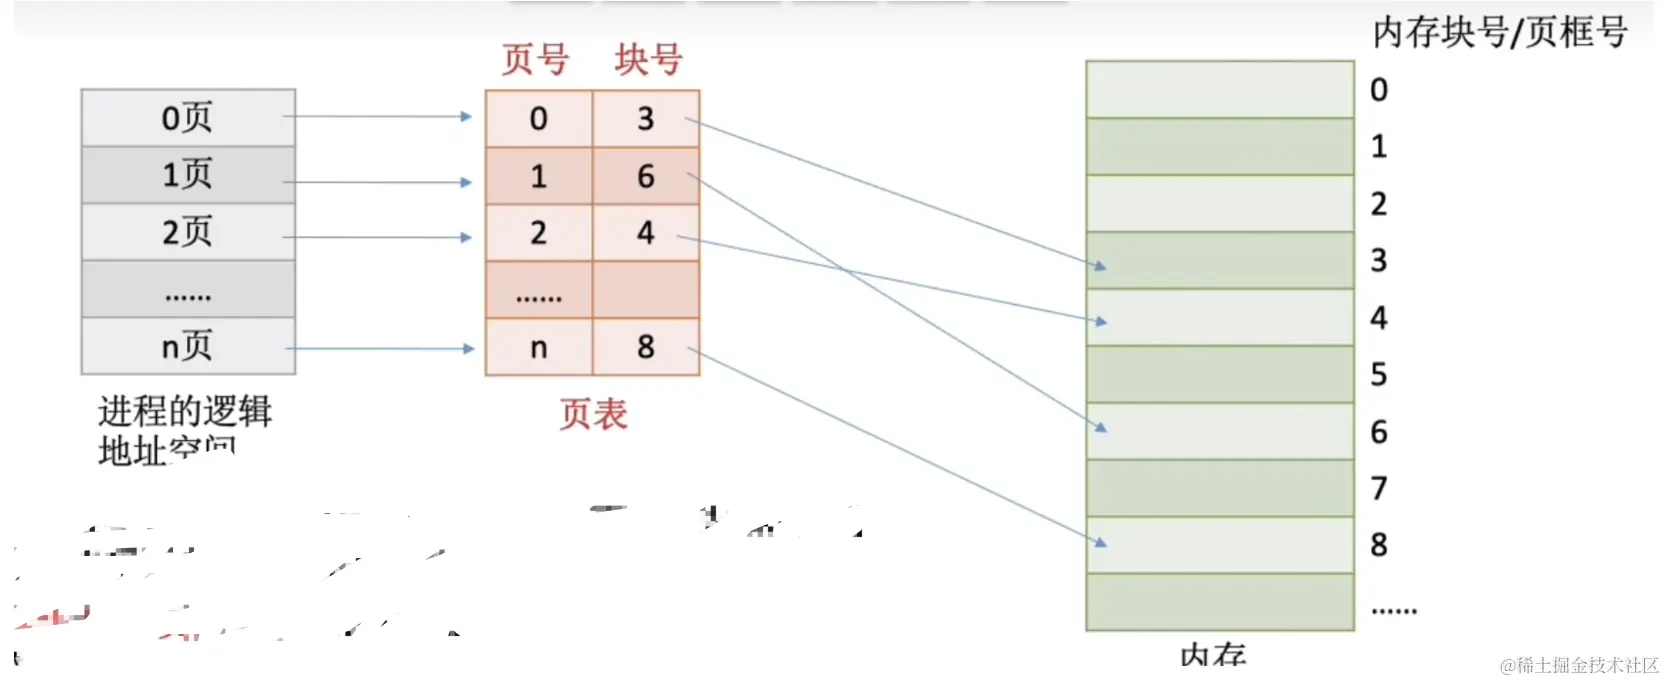 内存块号/页框号
页号 块号
0页
1页
2页
......
n页
进程的逻辑
地址空间
0 3
1 6
2 4
......
n 8
页表
0
1
2
3
4
5
6
7
8
......
内存
@稀土掘金技术社区